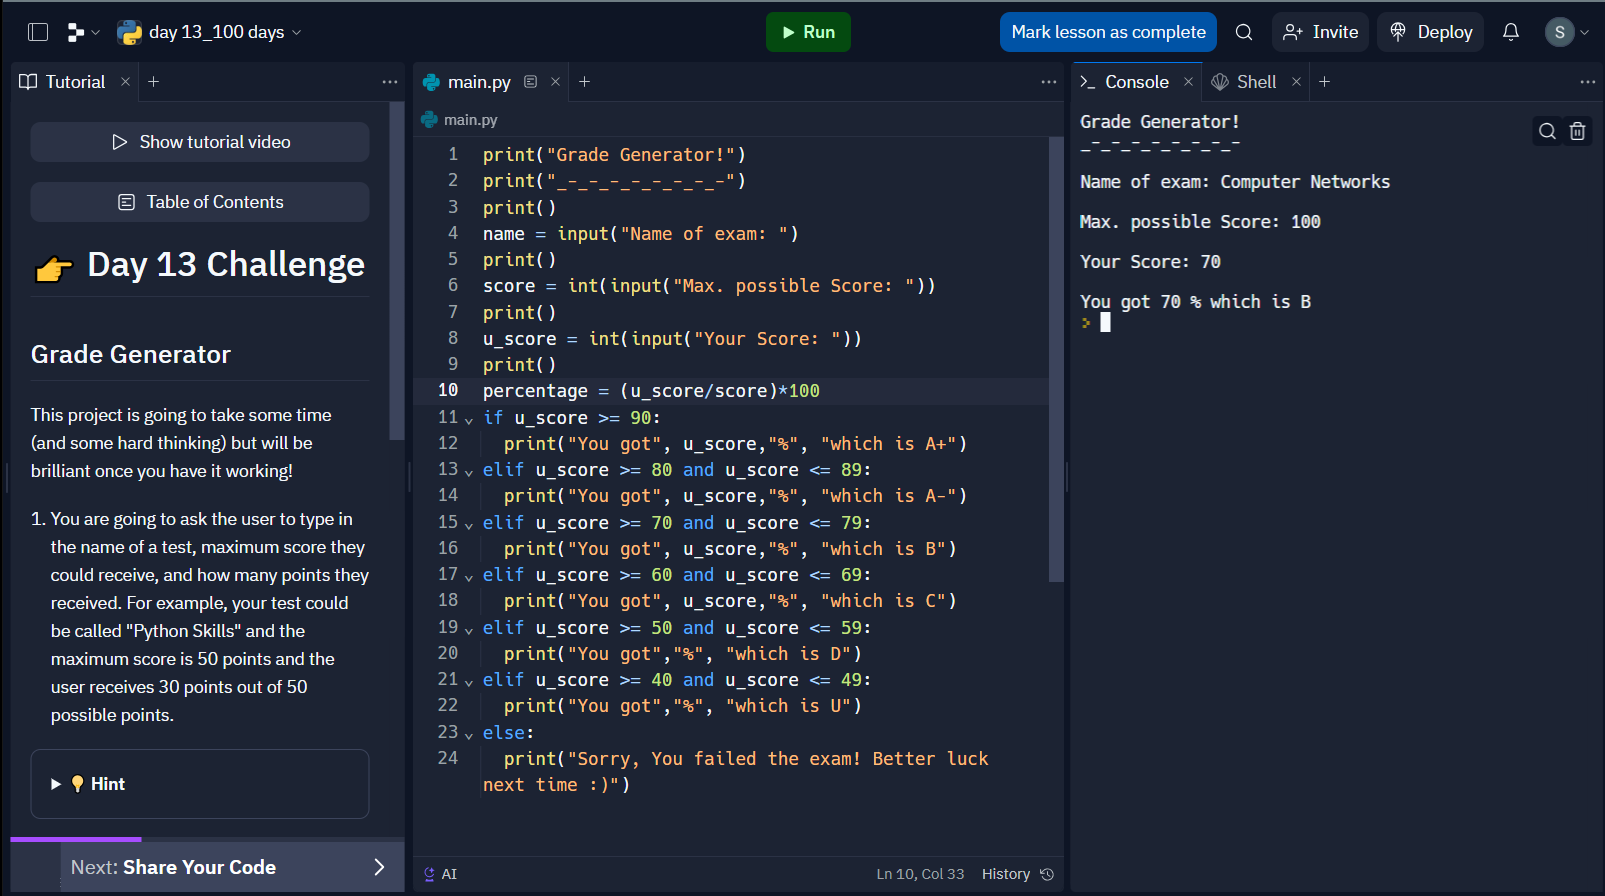 day 13_100 days
Run
Mark lesson as complete
Invite
Deploy
S
Tutorial
Show tutorial video
Table of Contents
👉 Day 13 Challenge
Grade Generator
This project is going to take some time
(and some hard thinking) but will be
brilliant once you have it working!
1. You are going to ask the user to type in
the name of a test, maximum score they
could receive, and how many points they
received. For example, your test could
be called "Python Skills" and the
maximum score is 50 points and the
user receives 30 points out of 50
possible points.
💡 Hint
Next: Share Your Code
main.py
main.py
1 print("Grade Generator!")
2 print("_-_-_-_-_-_-_-_-")
3 print()
4 name = input("Name of exam: ")
5 print()
6 score = int(input("Max. possible Score: "))
7 print()
8 u_score = int(input("Your Score: "))
9 print()
10 percentage = (u_score/score)*100
11 if u_score >= 90:
12 print("You got", u_score,"%", "which is A+")
13 elif u_score >= 80 and u_score <= 89:
14 print("You got", u_score,"%", "which is A-")
15 elif u_score >= 70 and u_score <= 79:
16 print("You got", u_score,"%", "which is B")
17 elif u_score >= 60 and u_score <= 69:
18 print("You got", u_score,"%", "which is C")
19 elif u_score >= 50 and u_score <= 59:
20 print("You got","%", "which is D")
21 elif u_score >= 40 and u_score <= 49:
22 print("You got","%", "which is U")
23 else:
24 print("Sorry, You failed the exam! Better luck
next time :)")
AI
Ln 10, Col 33
History
Console
Shell
Grade Generator!
_-_-_-_-_-_-_-_-
Name of exam: Computer Networks
Max. possible Score: 100
Your Score: 70
You got 70 % which is B
>